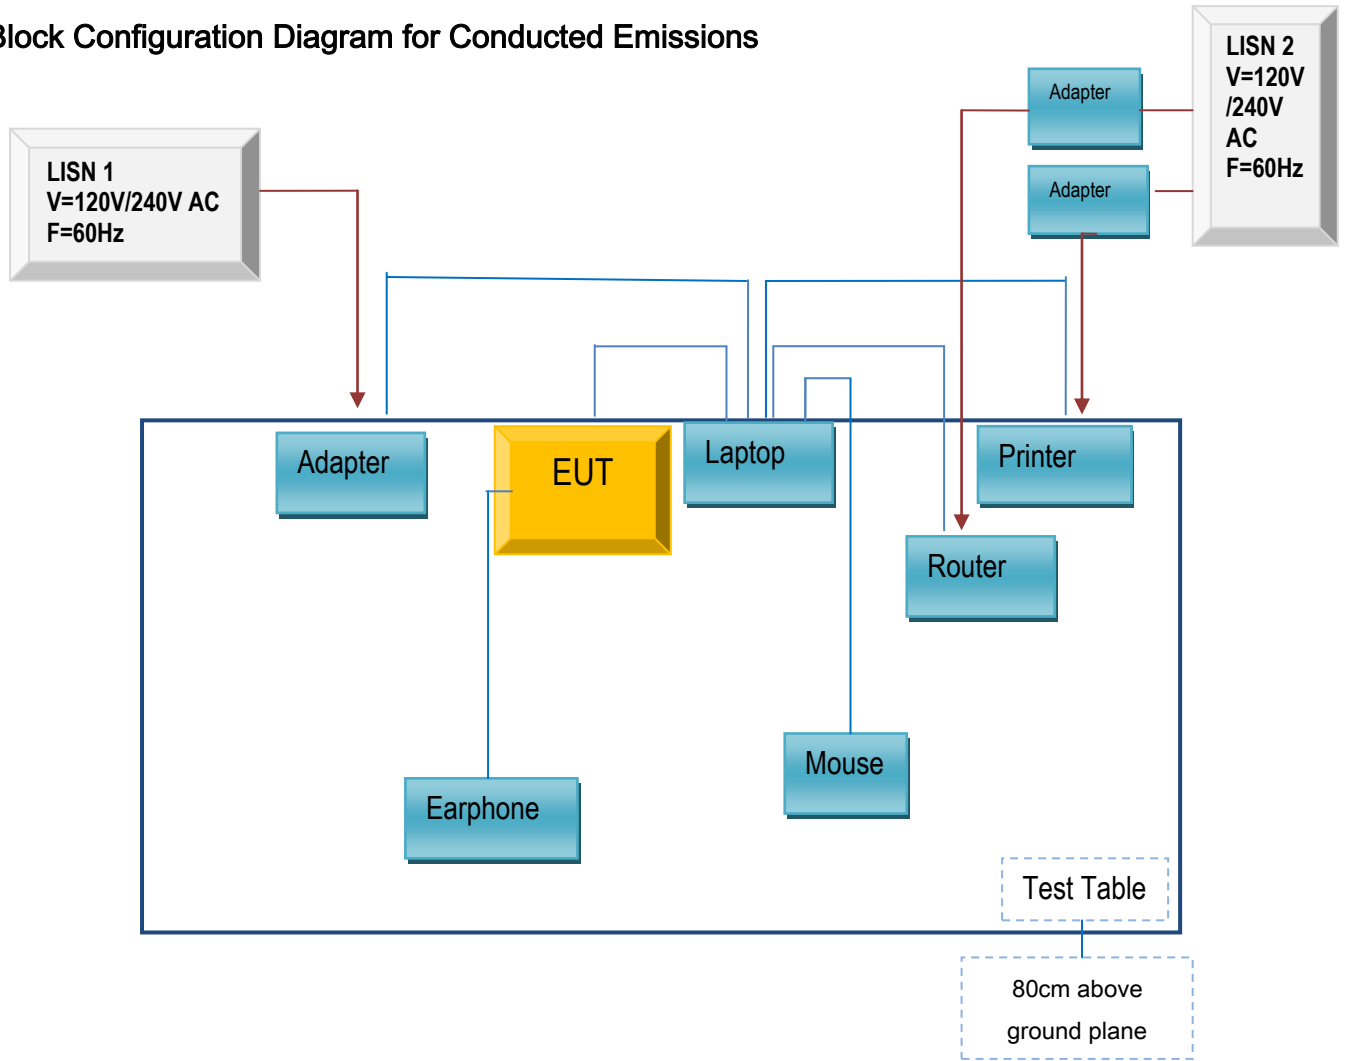 Block Configuration Diagram for Conducted Emissions
LISN 2
V=120V
/240V
AC
F=60Hz
Adapter
Adapter
LISN 1
V=120V/240V AC
F=60Hz
Adapter
EUT
Laptop
Printer
Router
Mouse
Earphone
Test Table
80cm above
ground plane